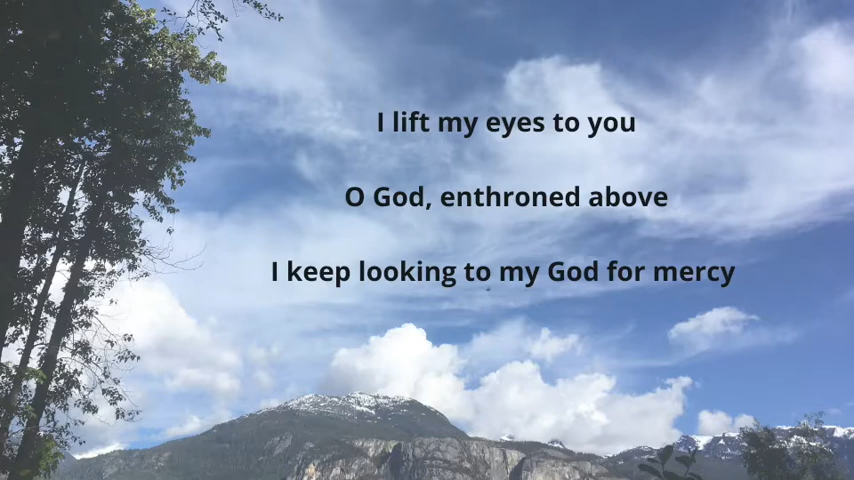 I lift my eyes to you
O God, enthroned above
I keep looking to my God for mercy